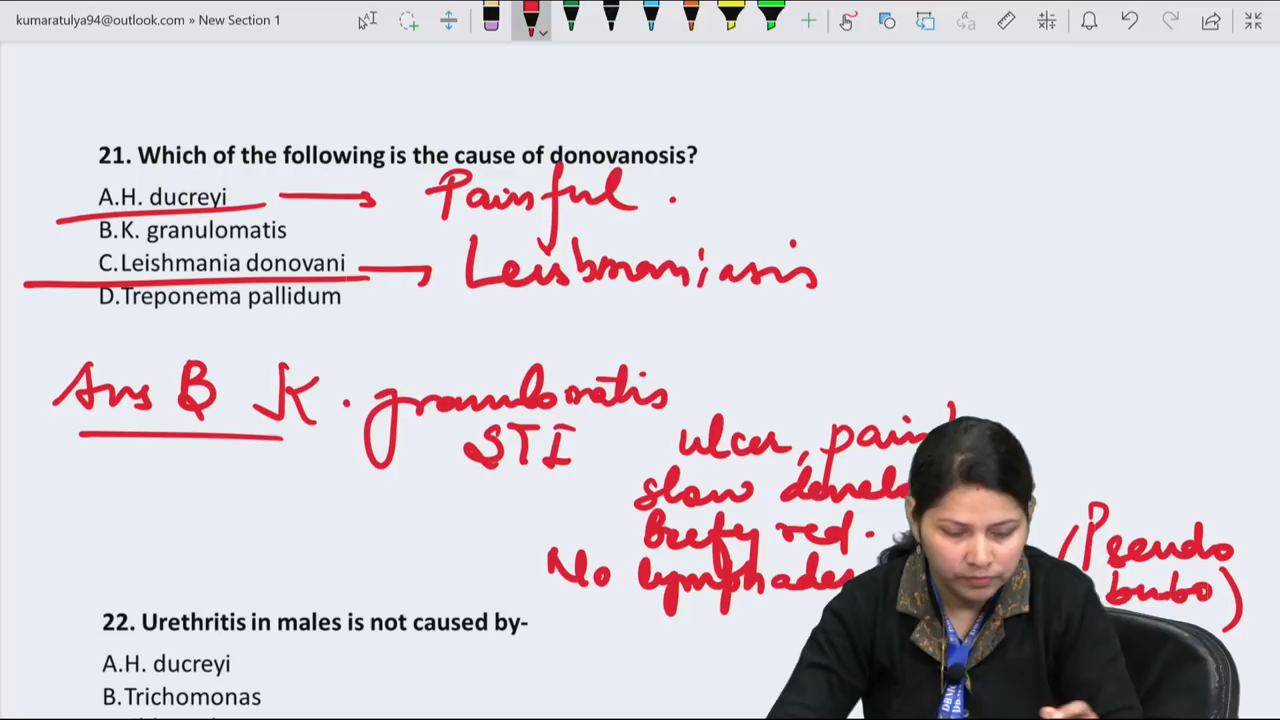 kumaratulya94@outlook.com » New Section 1
21. Which of the following is the cause of donovanosis?
A.H. ducreyi → Painful.
B.K. granulomatis
C.Leishmania donovani → Leishmaniasis
D.Treponema pallidum
Ans B K. granulomatis
STI
ulcer,
slow
Beefy red.
No
(Pseudo
bubo)
22. Urethritis in males is not caused by-
A.H. ducreyi
B.Trichomonas